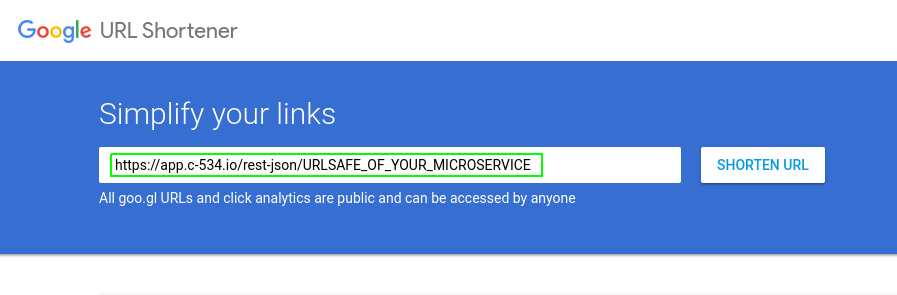 Google URL Shortener
Simplify your links
https://app.c-534.io/rest-json/URLSAFE_OF_YOUR_MICROSERVICE
SHORTEN URL
All goo.gl URLs and click analytics are public and can be accessed by anyone